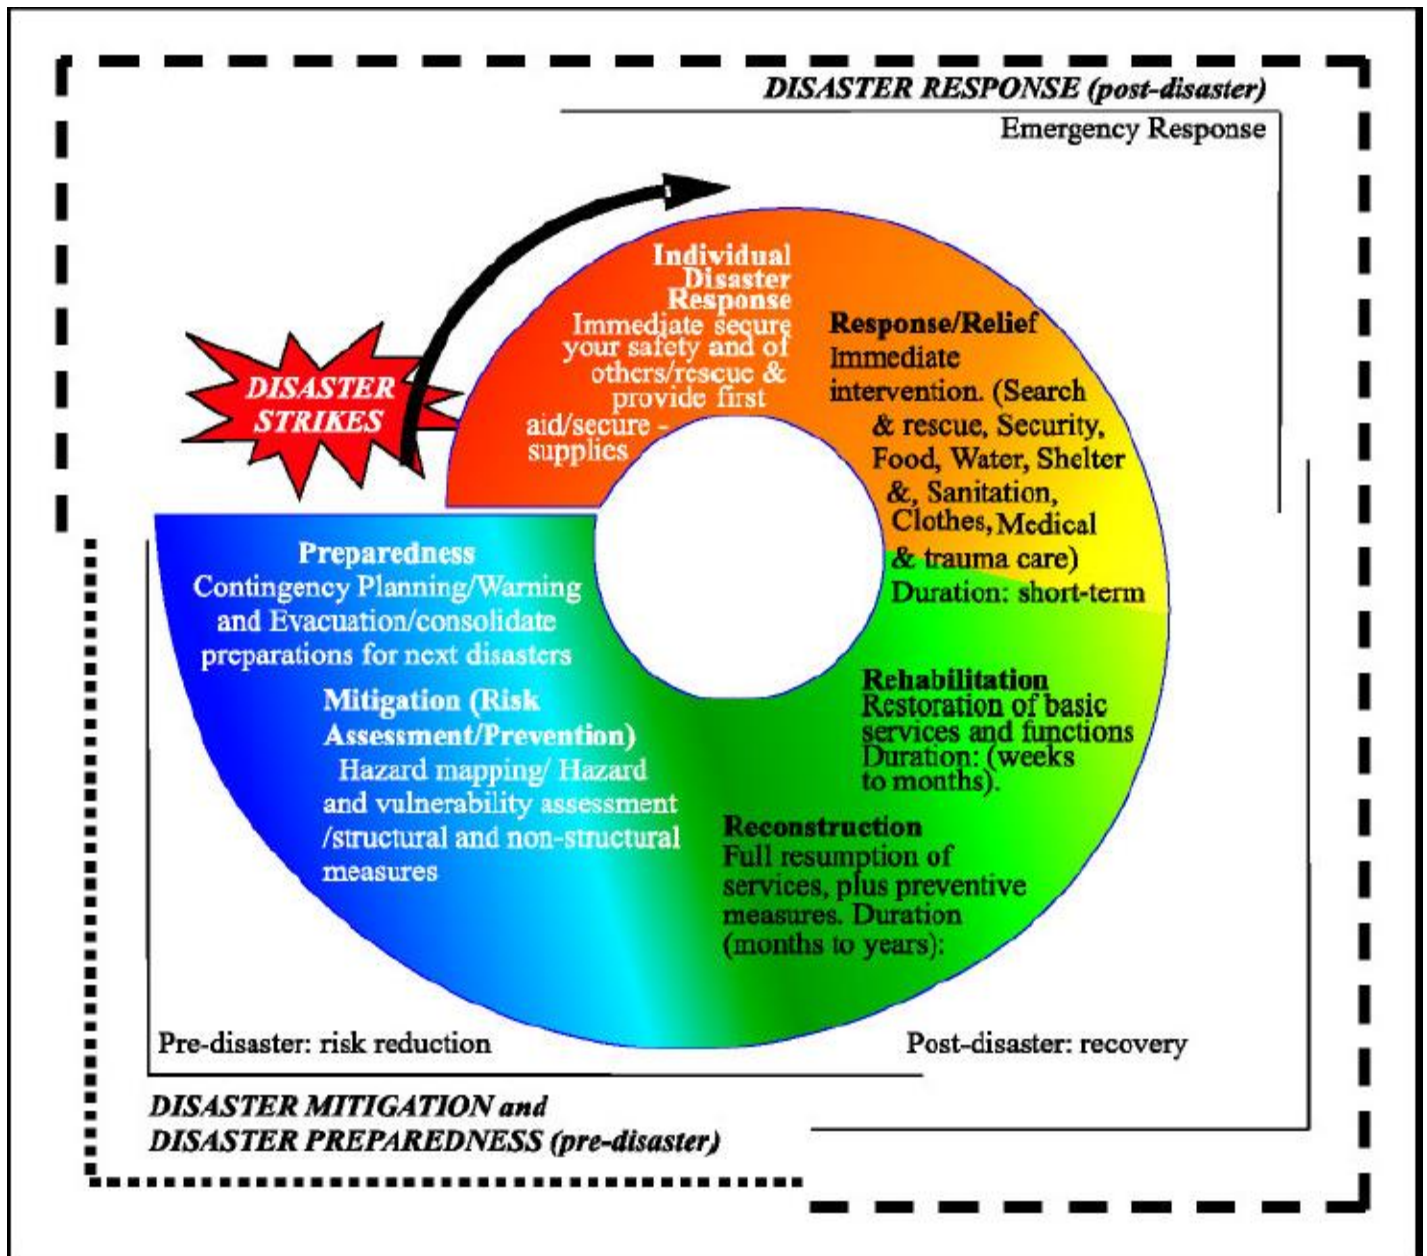 DISASTER RESPONSE (post-disaster)
Emergency Response
DISASTER
STRIKES
Individual
Disaster
Response
Immediate secure
your safety and of
others/rescue &
provide first
aid/secure -
supplies
Response/Relief
Immediate
intervention. (Search
& rescue, Security,
Food, Water, Shelter
&, Sanitation,
Clothes, Medical
& trauma care)
Duration: short-term
Rehabilitation
Restoration of basic
services and functions
Duration: (weeks
to months).
Reconstruction
Full resumption of
services, plus preventive
measures. Duration
(months to years):
Preparedness
Contingency Planning/Warning
and Evacuation/consolidate
preparations for next disasters
Mitigation (Risk
Assessment/Prevention)
Hazard mapping/ Hazard
and vulnerability assessment
/structural and non-structural
measures
Pre-disaster: risk reduction
Post-disaster: recovery
DISASTER MITIGATION and
DISASTER PREPAREDNESS (pre-disaster)